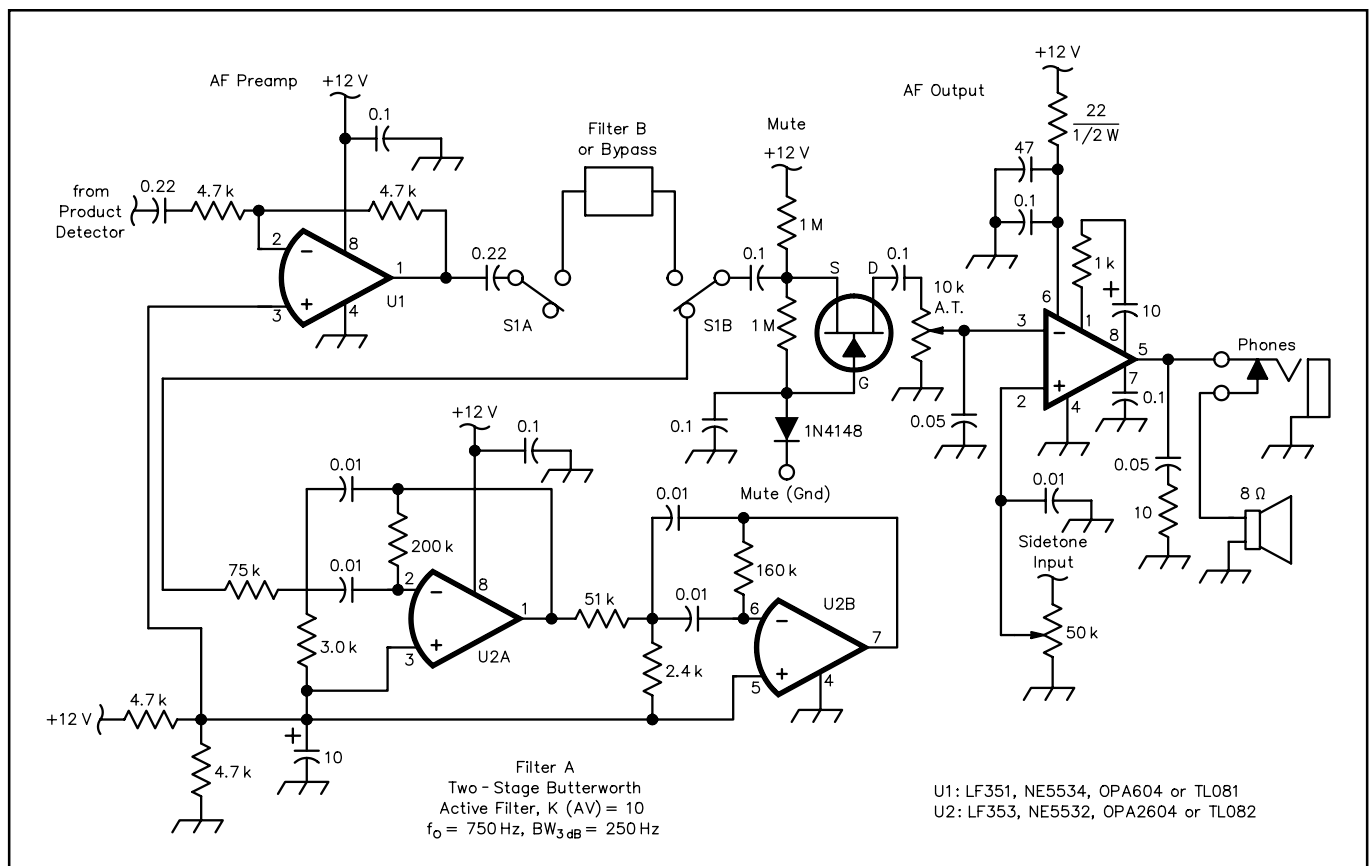 AF Preamp
+12 V
0.1
from
Product
Detector
0.22
4.7 k
4.7 k
2
−
8
1
U1
+
3
4
0.22
S1A
Filter B
or Bypass
S1B
Mute
+12 V
1 M
0.1
S
D
0.1
1 M
G
10 k
A.T.
0.1
1N4148
Mute (Gnd)
AF Output
+12 V
22
1/2 W
47
0.1
1 k
+
10
6
1
8
3
−
5
7
+
2
4
0.1
0.05
Phones
0.05
10
8 Ω
0.01
Sidetone
Input
50 k
+12 V
0.1
0.01
200 k
75 k
0.01
2
−
8
1
+
3
U2A
3.0 k
51 k
0.01
0.01
160 k
6
−
U2B
7
+
5
4
2.4 k
+12 V
4.7 k
4.7 k
+
10
Filter A
Two - Stage Butterworth
Active Filter, K (AV) = 10
fo = 750 Hz, BW3 dB = 250 Hz
U1: LF351, NE5534, OPA604 or TL081
U2: LF353, NE5532, OPA2604 or TL082